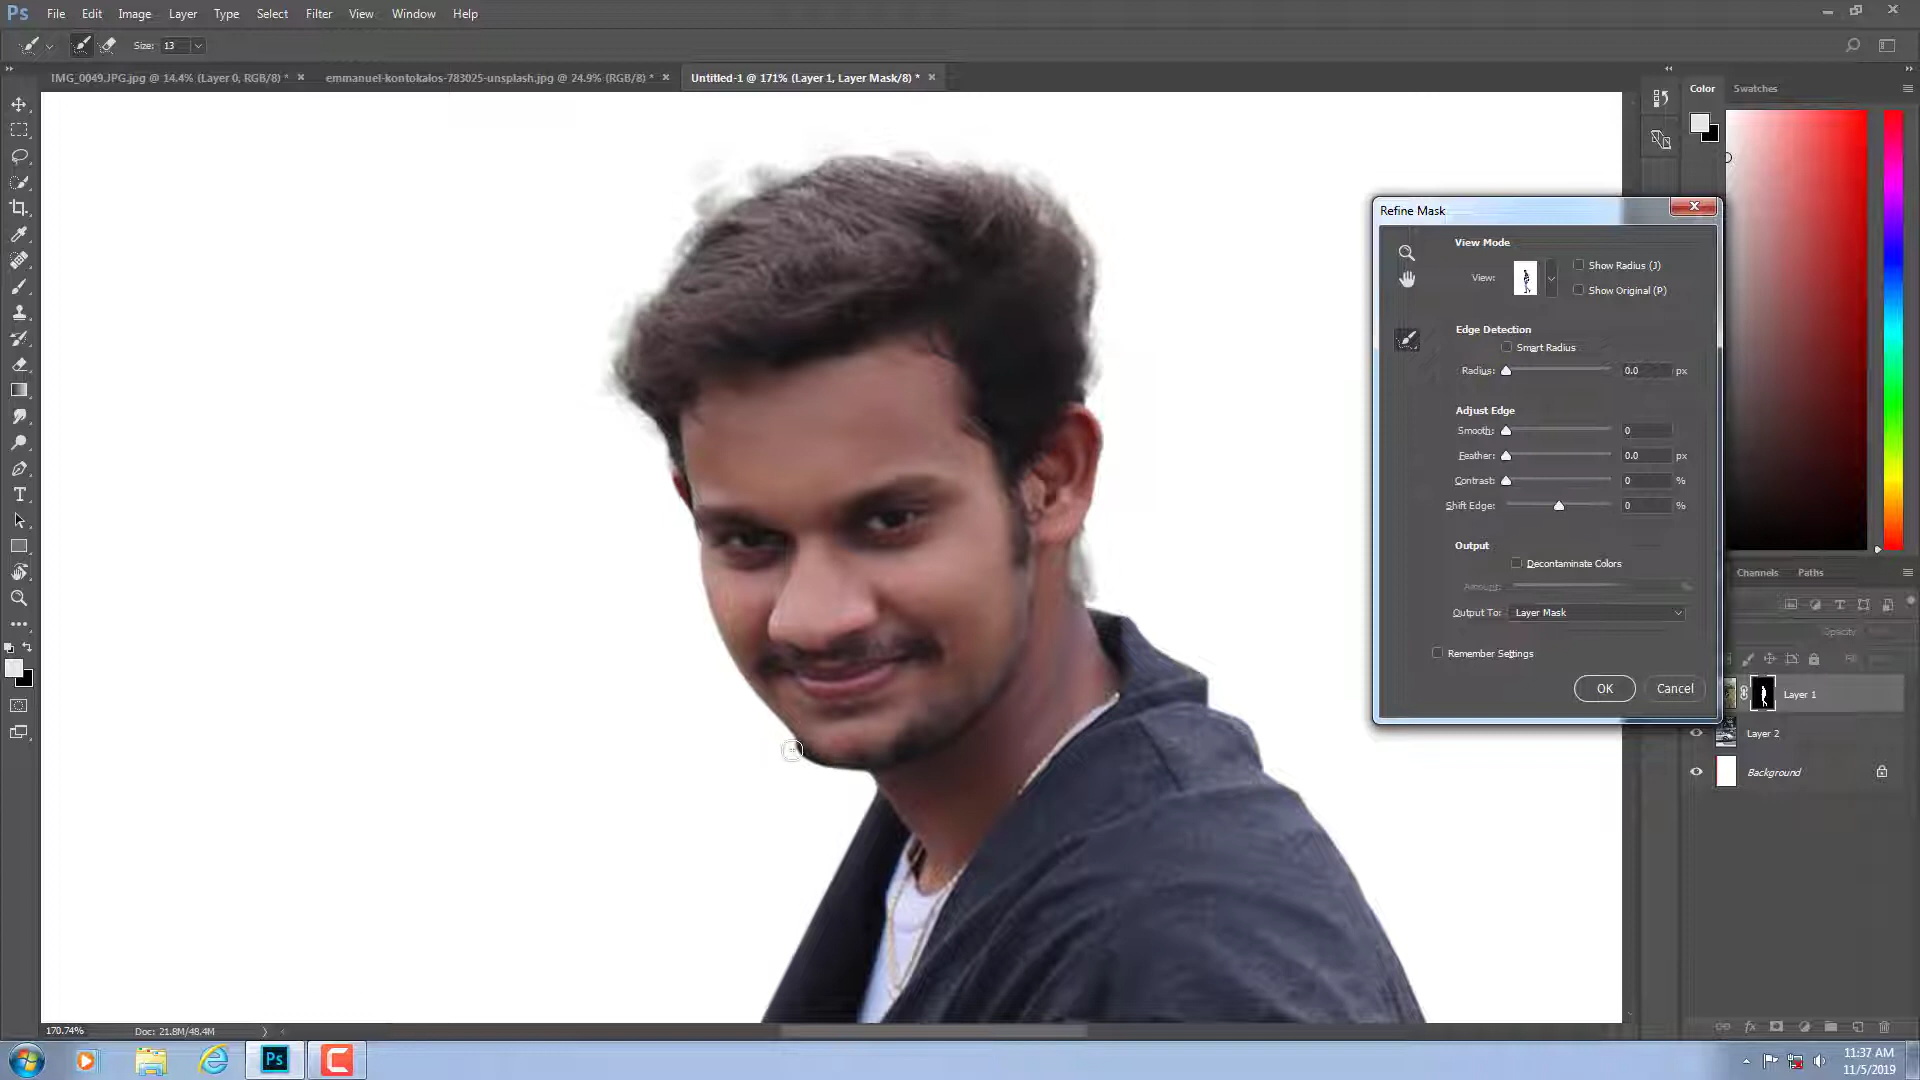 Ps File Edit Image Layer Type Select Filter View Window Help
Size: 13
IMG_0049.JPG.jpg @ 14.4% (Layer 0, RGB/8) * × emmanuel-kontokalos-783025-unsplash.jpg @ 24.9% (RGB/8) * × Untitled-1 @ 171% (Layer 1, Layer Mask/8) * ×
Color Swatches
Refine Mask
View Mode
View:
Show Radius (J)
Show Original (P)
Edge Detection
Smart Radius
Radius: 0.0 px
Adjust Edge
Smooth: 0
Feather: 0.0 px
Contrast: 0 %
Shift Edge: 0 %
Output
Decontaminate Colors
Amount:
Output To: Layer Mask
Remember Settings
OK Cancel
Channels Paths
Opacity
Layer 1
Layer 2
Background
170.74% Doc: 21.8M/48.4M
Ps
11:37 AM
11/5/2019